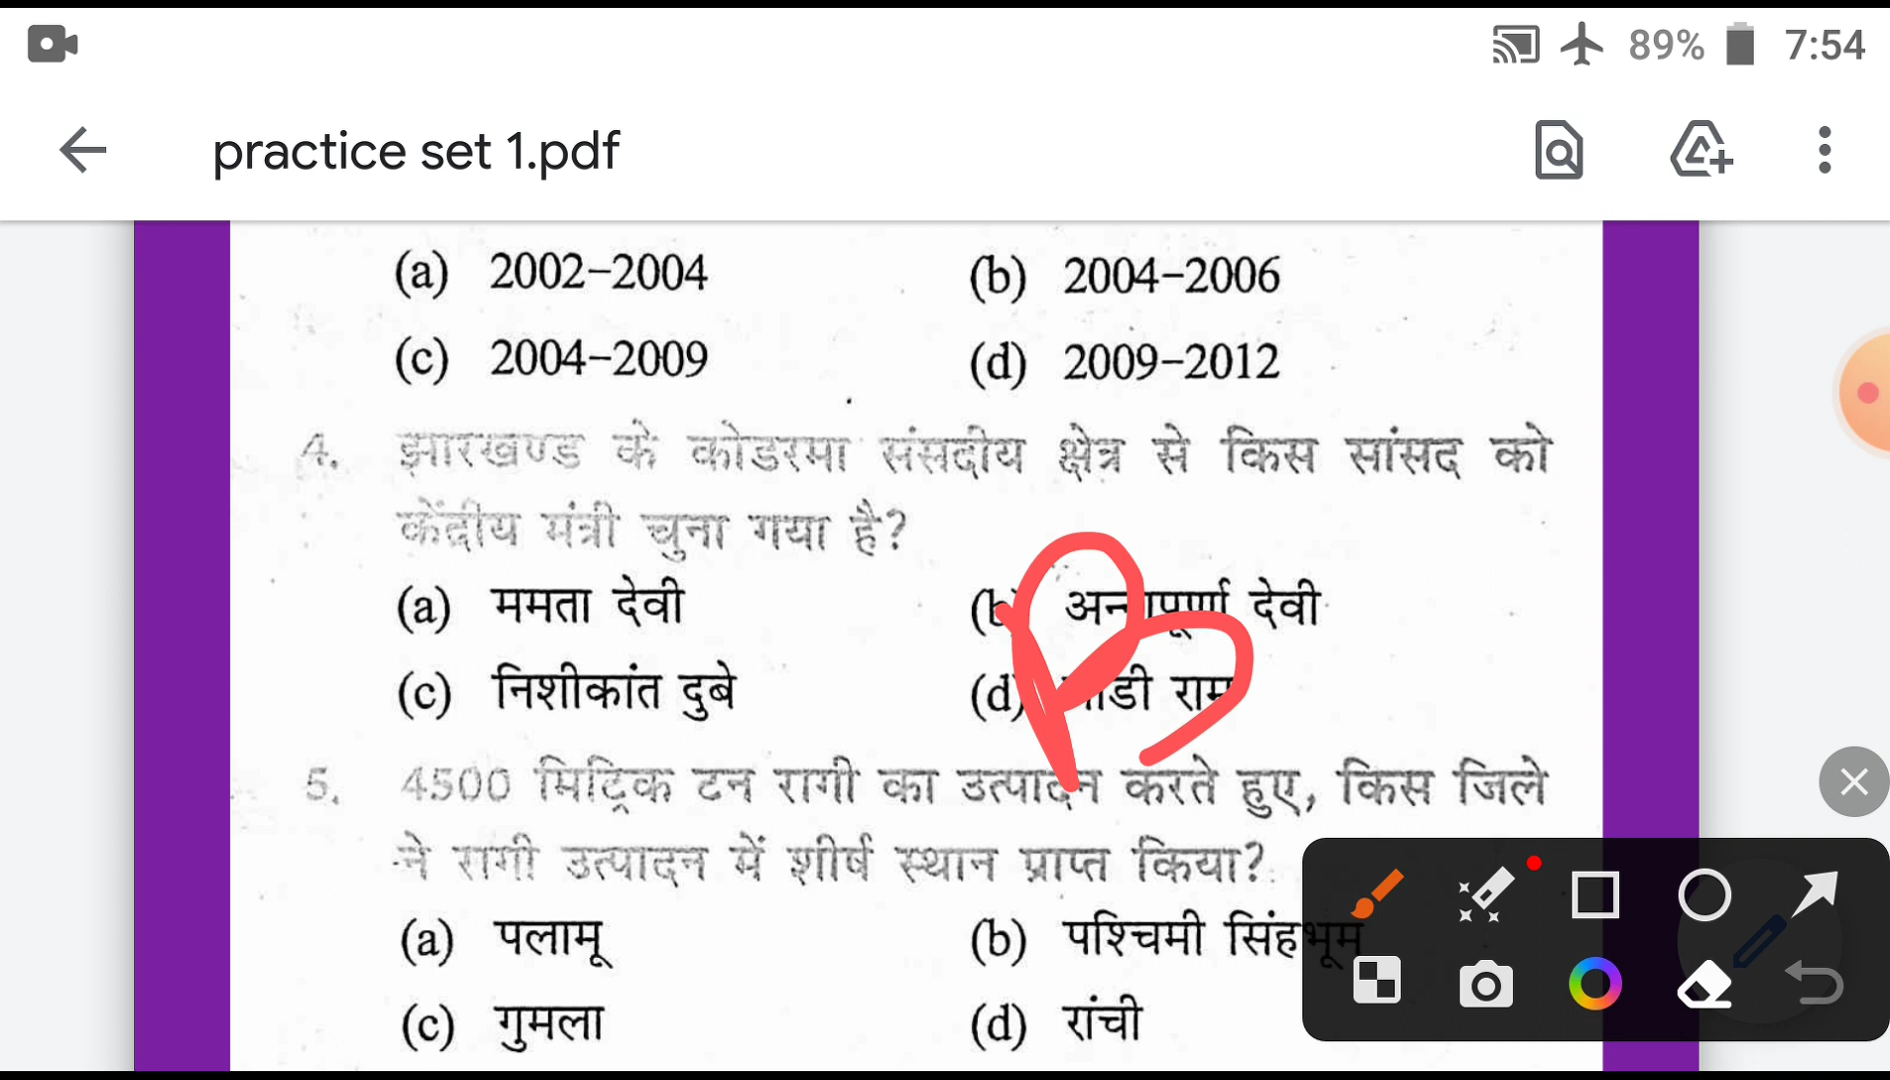 89% 7:54
practice set 1.pdf
(a) 2002–2004 (b) 2004–2006
(c) 2004–2009 (d) 2009–2012
4. झारखण्ड के कोडरमा संसदीय क्षेत्र से किस सांसद को
केंद्रीय मंत्री चुना गया है?
(a) ममता देवी (b) अन्नापूर्णा देवी
(c) निशीकांत दुबे (d) राम
5. 4500 मिट्रिक टन रागी का उत्पादन करते हुए, किस जिले
ने रागी उत्पादन में शीर्ष स्थान प्राप्त किया?
(a) पलामू (b) पश्चिमी सिंहभूम
(c) गुमला (d) रांची